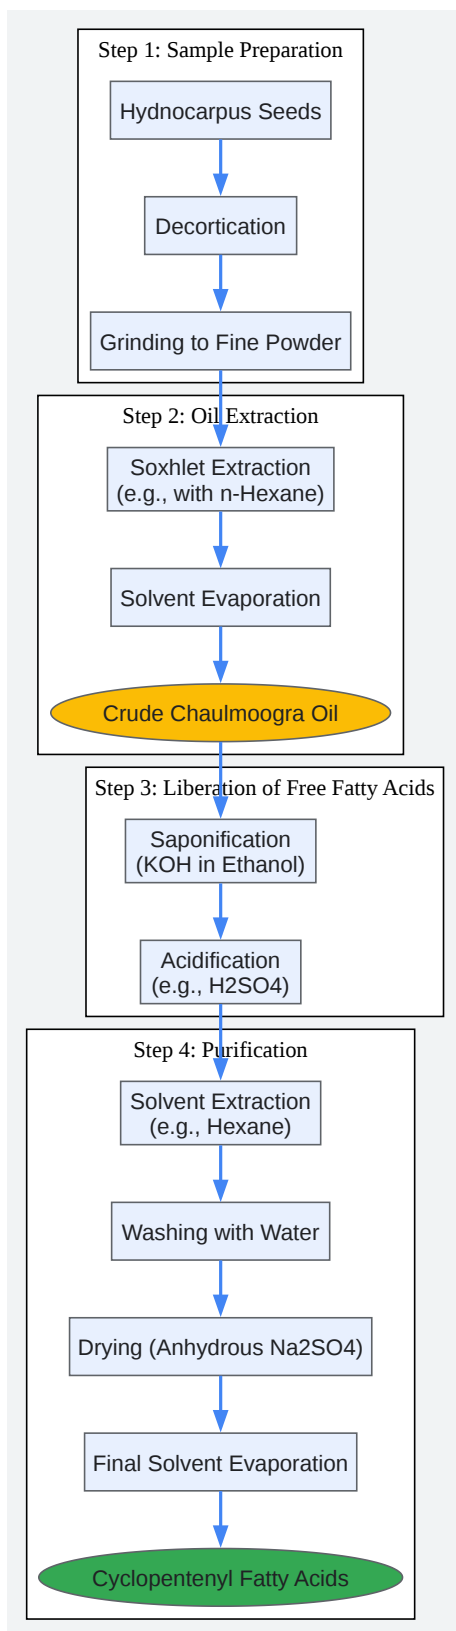 Step 1: Sample Preparation
Hydnocarpus Seeds
Decortication
Grinding to Fine Powder
Step 2: Oil Extraction
Soxhlet Extraction
(e.g., with n-Hexane)
Solvent Evaporation
Crude Chaulmoogra Oil
Step 3: Liberation of Free Fatty Acids
Saponification
(KOH in Ethanol)
Acidification
(e.g., H2SO4)
Step 4: Purification
Solvent Extraction
(e.g., Hexane)
Washing with Water
Drying (Anhydrous Na2SO4)
Final Solvent Evaporation
Cyclopentenyl Fatty Acids